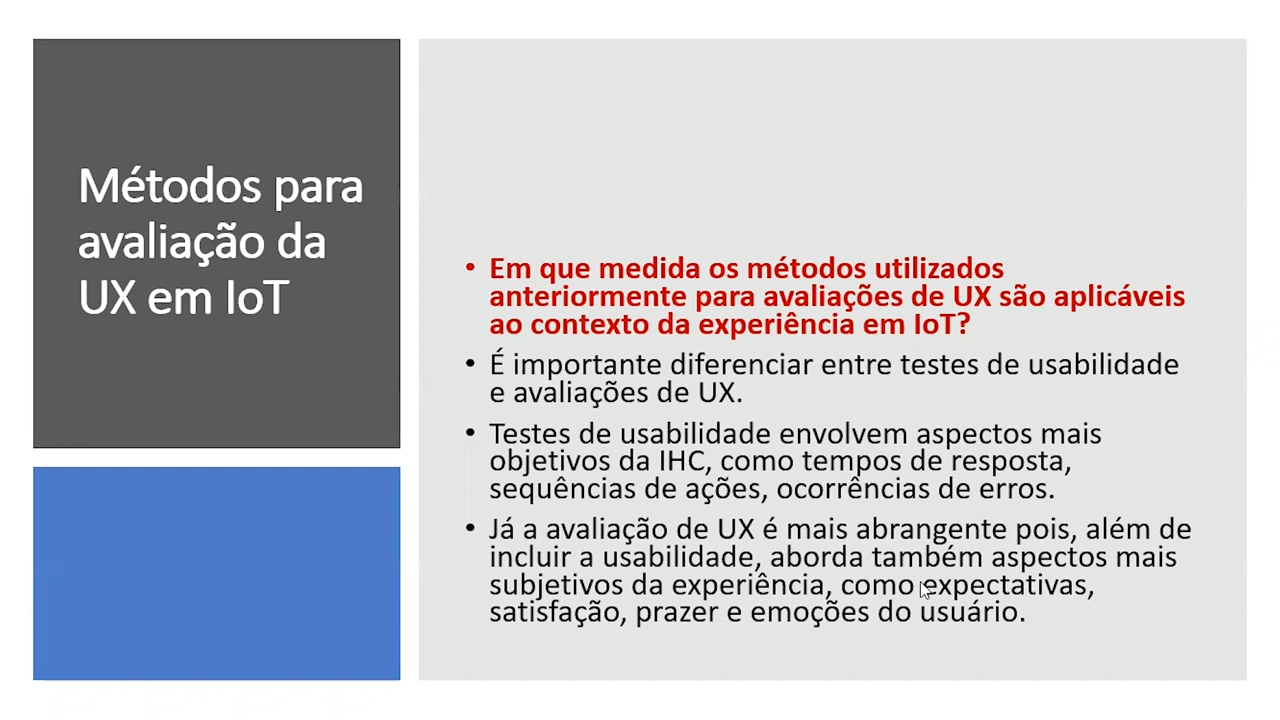 Métodos para
avaliação da
UX em IoT
• Em que medida os métodos utilizados
anteriormente para avaliações de UX são aplicáveis
ao contexto da experiência em IoT?
• É importante diferenciar entre testes de usabilidade
e avaliações de UX.
• Testes de usabilidade envolvem aspectos mais
objetivos da IHC, como tempos de resposta,
sequências de ações, ocorrências de erros.
• Já a avaliação de UX é mais abrangente pois, além de
incluir a usabilidade, aborda também aspectos mais
subjetivos da experiência, como expectativas,
satisfação, prazer e emoções do usuário.